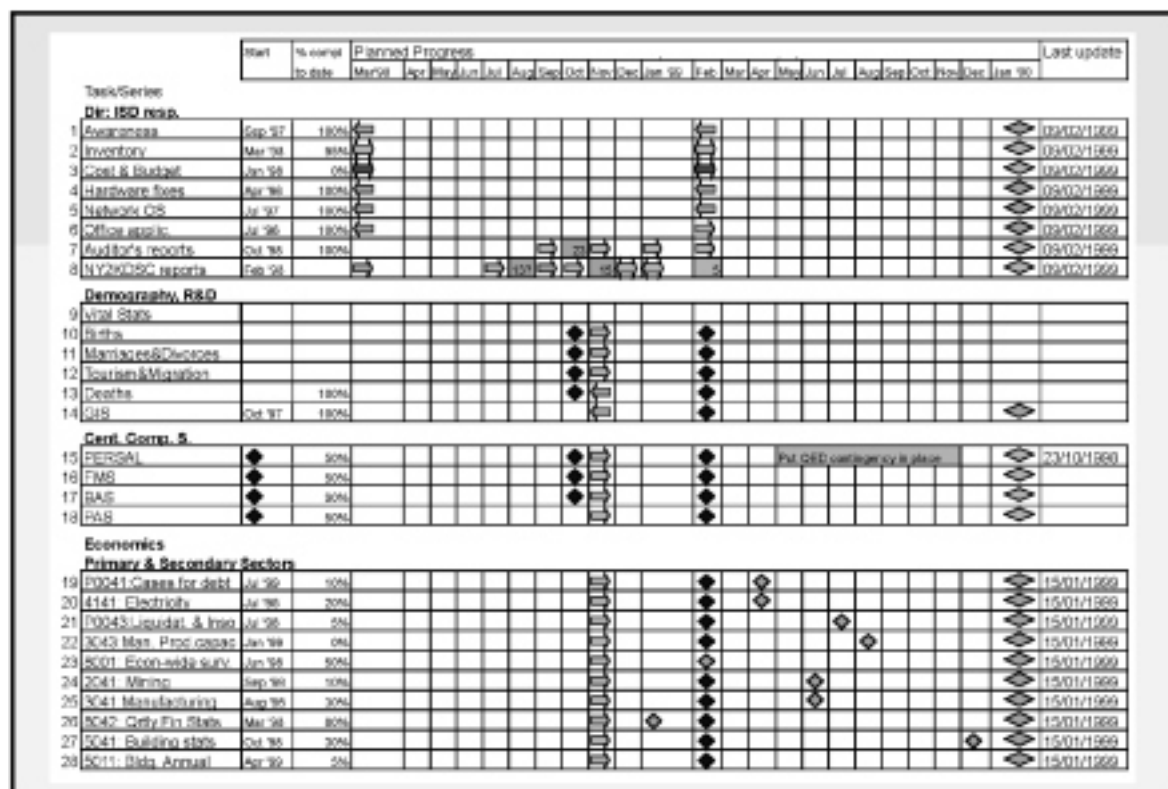 Start % compl Planned Progress Last update
to date Mar'98 Apr May Jun Jul Aug Sep Oct Nov Dec Jan '99 Feb Mar Apr May Jun Jul Aug Sep Oct Nov Dec Jan '00
Task/Series
Dir: ISD resp.
1 Awareness Sep '97 100% 09/02/1999
2 Inventory Mar '98 98% 09/02/1999
3 Cost & Budget Jan '98 0% 09/02/1999
4 Hardware fixes Apr '98 100% 09/02/1999
5 Network OS Jul '97 100% 09/02/1999
6 Office applic. Jul '98 100% 09/02/1999
7 Auditor's reports Oct '98 100% 23 09/02/1999
8 NY2KDSC reports Feb '98 137 15 5 09/02/1999
Demography, R&D
9 Vital Stats
10 Births
11 Marriages&Divorces
12 Tourism&Migration
13 Deaths 100%
14 GIS Oct '97 100%
Cent. Comp. S.
15 PERSAL 50% Put QED contingency in place 23/10/1998
16 FMS 50%
17 BAS 50%
18 PAS 50%
Economics
Primary & Secondary Sectors
19 P0041:Cases for debt Jul '99 10% 15/01/1999
20 4141: Electricity Jul '98 20% 15/01/1999
21 P0043:Liquidat. & Inso Jul '98 5% 15/01/1999
22 3043:Man. Prod.capac Jan '99 0% 15/01/1999
23 8001: Econ-wide surv. Jun '98 50% 15/01/1999
24 2041: Mining Sep '98 10% 15/01/1999
25 3041 Manufacturing Aug '98 30% 15/01/1999
26 8042: Qrtly Fin Stats Mar '98 80% 15/01/1999
27 5041: Building stats Oct '98 30% 15/01/1999
28 5011: Bldg. Annual Apr '99 5% 15/01/1999